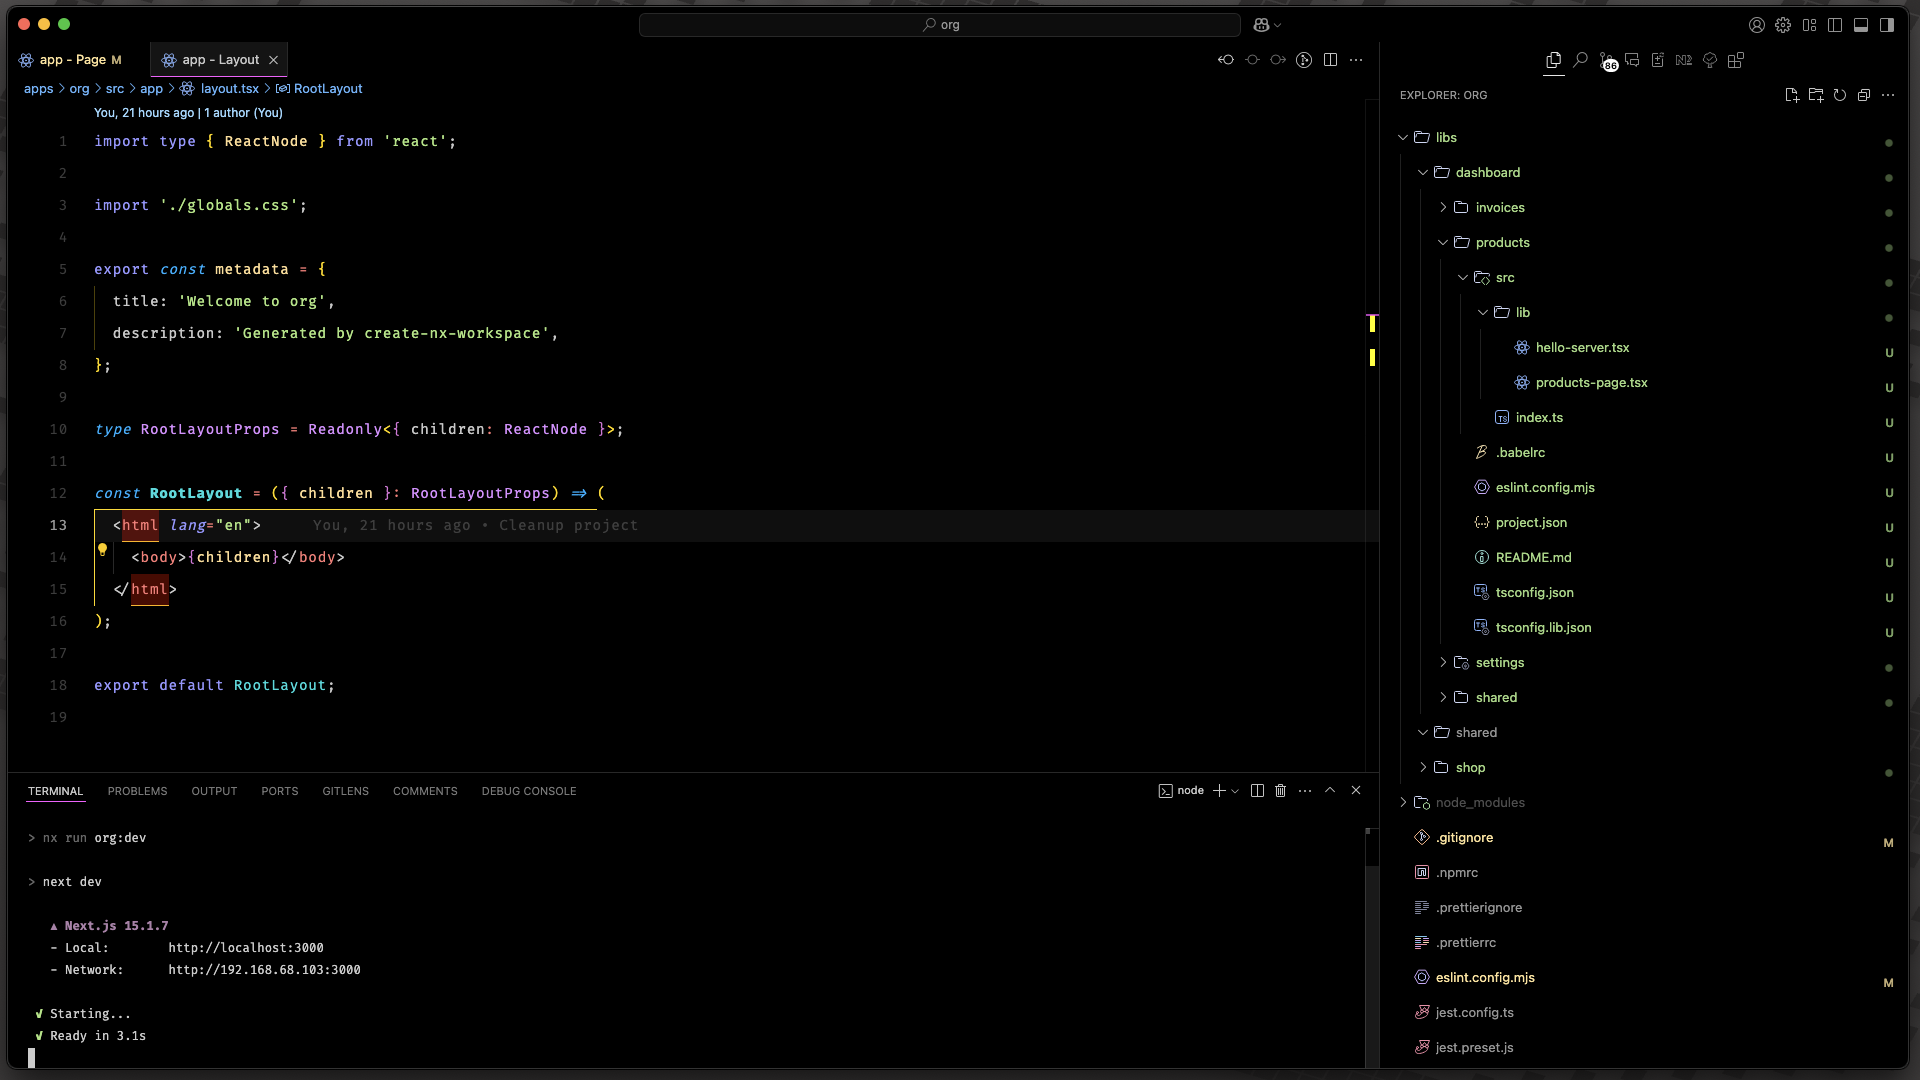 org
app - Page M
app - Layout
apps > org > src > app > layout.tsx > RootLayout
You, 21 hours ago | 1 author (You)
1 import type { ReactNode } from 'react';
2
3 import './globals.css';
4
5 export const metadata = {
6 title: 'Welcome to org',
7 description: 'Generated by create-nx-workspace',
8 };
9
10 type RootLayoutProps = Readonly<{ children: ReactNode }>;
11
12 const RootLayout = ({ children }: RootLayoutProps) => (
13 <html lang="en"> You, 21 hours ago • Cleanup project
14 <body>{children}</body>
15 </html>
16 );
17
18 export default RootLayout;
19
TERMINAL PROBLEMS OUTPUT PORTS GITLENS COMMENTS DEBUG CONSOLE
node
> nx run org:dev
> next dev
▲ Next.js 15.1.7
- Local: http://localhost:3000
- Network: http://192.168.68.103:3000
✓ Starting...
✓ Ready in 3.1s
86
EXPLORER: ORG
libs
dashboard
invoices
products
src
lib
hello-server.tsx U
products-page.tsx U
index.ts U
.babelrc U
eslint.config.mjs U
project.json U
README.md U
tsconfig.json U
tsconfig.lib.json U
settings
shared
shared
shop
node_modules
.gitignore M
.npmrc
.prettierignore
.prettierrc
eslint.config.mjs M
jest.config.ts
jest.preset.js